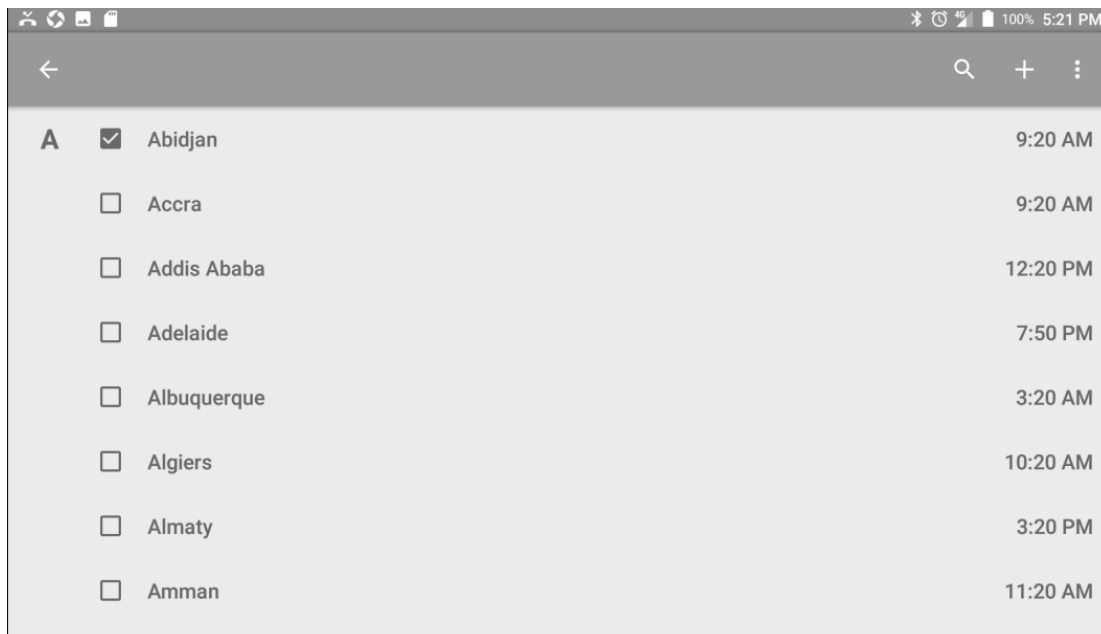 4G 100% 5:21 PM
A Abidjan 9:20 AM
Accra 9:20 AM
Addis Ababa 12:20 PM
Adelaide 7:50 PM
Albuquerque 3:20 AM
Algiers 10:20 AM
Almaty 3:20 PM
Amman 11:20 AM